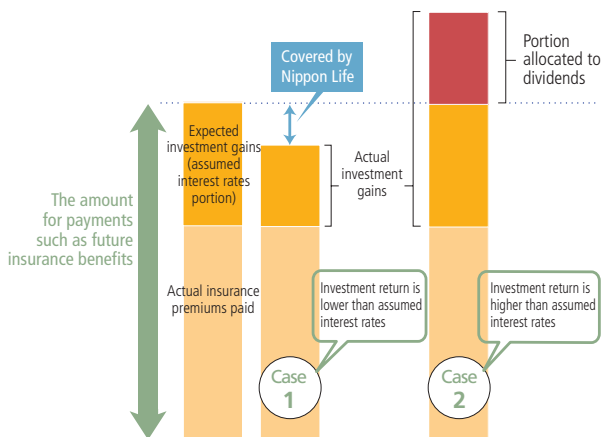 Covered by
Nippon Life
Portion
allocated to
dividends
Expected
investment gains
(assumed
interest rates
portion)
Actual
investment
gains
The amount
for payments
such as future
insurance benefits
Actual insurance
premiums paid
Investment return is
lower than assumed
interest rates
Investment return is
higher than assumed
interest rates
Case
1
Case
2